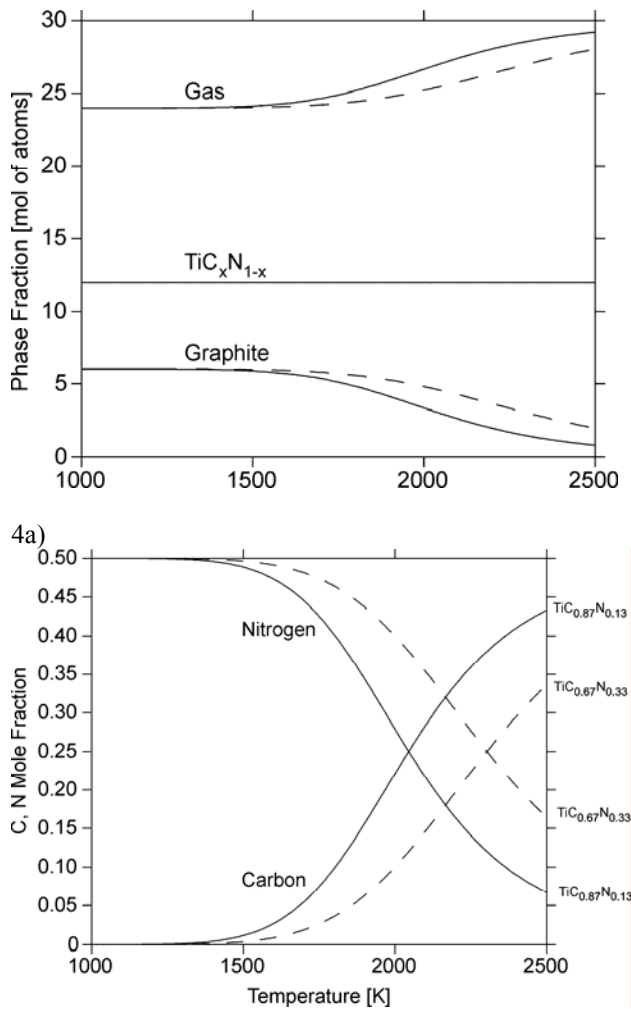 30
25
20
15
10
5
0
Phase Fraction [mol of atoms]
Gas
TiCxN1-x
Graphite
1000 1500 2000 2500
4a)
0.50
0.45
0.40
0.35
0.30
0.25
0.20
0.15
0.10
0.05
0
C, N Mole Fraction
Nitrogen
Carbon
TiC0.87N0.13
TiC0.67N0.33
TiC0.67N0.33
TiC0.87N0.13
1000 1500 2000 2500
Temperature [K]